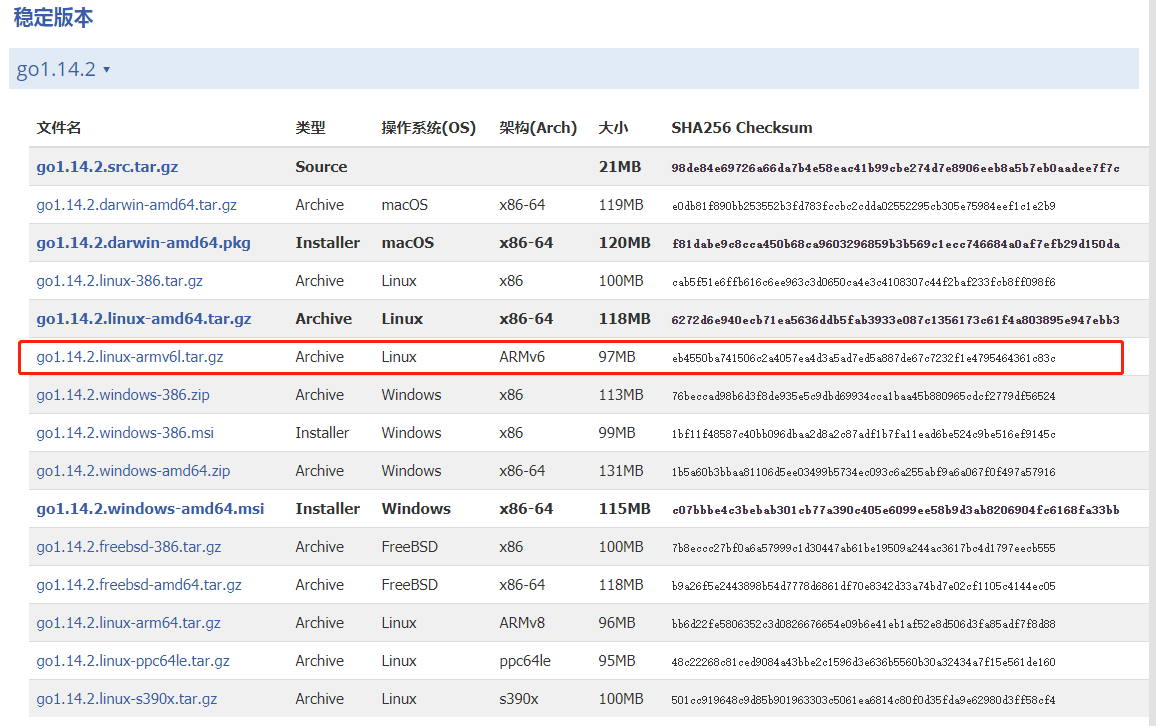 稳定版本
go1.14.2 ▾
文件名 类型 操作系统(OS) 架构(Arch) 大小 SHA256 Checksum
go1.14.2.src.tar.gz Source 21MB 98de84e69726a66da7b4e58eac41b99cbe274d7e8906eeb8a5b7eb0aadee7f7c
go1.14.2.darwin-amd64.tar.gz Archive macOS x86-64 119MB e0db81f890bb253552b3fd783fccbc2cdda02552295cb305e75984eef1c1e2b9
go1.14.2.darwin-amd64.pkg Installer macOS x86-64 120MB f81dabe9c8cca450b68ca9603296859b3b569c1ecc746684a0af7efb29d150da
go1.14.2.linux-386.tar.gz Archive Linux x86 100MB cab5f51e6ffb616c6ee963c3d0650ca4e3c4108307c44f2baf233fcb8ff098f6
go1.14.2.linux-amd64.tar.gz Archive Linux x86-64 118MB 6272d6e940ecb71ea5636ddb5fab3933e087c1356173c61f4a803895e947ebb3
go1.14.2.linux-armv6l.tar.gz Archive Linux ARMv6 97MB eb4550ba741506c2a4057ea4d3a5ad7ed5a887de67c7232f1e4795464361c83c
go1.14.2.windows-386.zip Archive Windows x86 113MB 76beccad98b6d3f8de935e5c9dbd69934cca1baa45b880965cdcf2779df56524
go1.14.2.windows-386.msi Installer Windows x86 99MB 1bf11f48587c40bb096dbaa2d8a2c87adf1b7fa11ead6be524c9be516ef9145c
go1.14.2.windows-amd64.zip Archive Windows x86-64 131MB 1b5a60b3bbaa81106d5ee03499b5734ec093c6a255abf9a6a067f0f497a57916
go1.14.2.windows-amd64.msi Installer Windows x86-64 115MB c07bbbe4c3bebab301cb77a390c405e6099ee58b9d3ab8206904fc6168fa33bb
go1.14.2.freebsd-386.tar.gz Archive FreeBSD x86 100MB 7b8eccc27bf0a6a57999c1d30447ab61be19509a244ac3617bc4d1797eecb555
go1.14.2.freebsd-amd64.tar.gz Archive FreeBSD x86-64 118MB b9a26f5e2443898b54d7778d6861df70e8342d33a74bd7e02cf1105c4144ec05
go1.14.2.linux-arm64.tar.gz Archive Linux ARMv8 96MB bb6d22fe5806352c3d0826676654e09b6e41eb1af52e8d506d3fa85adf7f8d88
go1.14.2.linux-ppc64le.tar.gz Archive Linux ppc64le 95MB 48c22268c81ced9084a43bbe2c1596d3e636b5560b30a32434a7f15e561de160
go1.14.2.linux-s390x.tar.gz Archive Linux s390x 100MB 501cc919648c9d85b901963303c5061ea6814c80f0d35fda9e62980d3ff58cf4